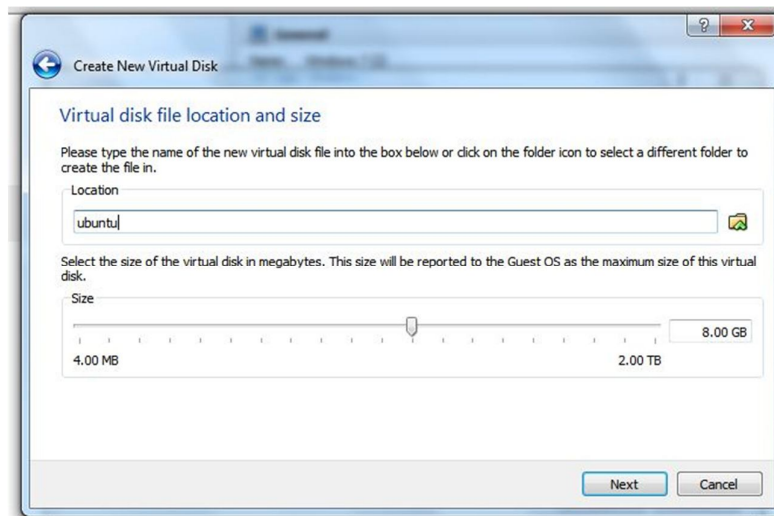 General
Create New Virtual Disk
Virtual disk file location and size
Please type the name of the new virtual disk file into the box below or click on the folder icon to select a different folder to
create the file in.
Location
ubuntu
Select the size of the virtual disk in megabytes. This size will be reported to the Guest OS as the maximum size of this virtual
disk.
Size
8.00 GB
4.00 MB 2.00 TB
Next Cancel